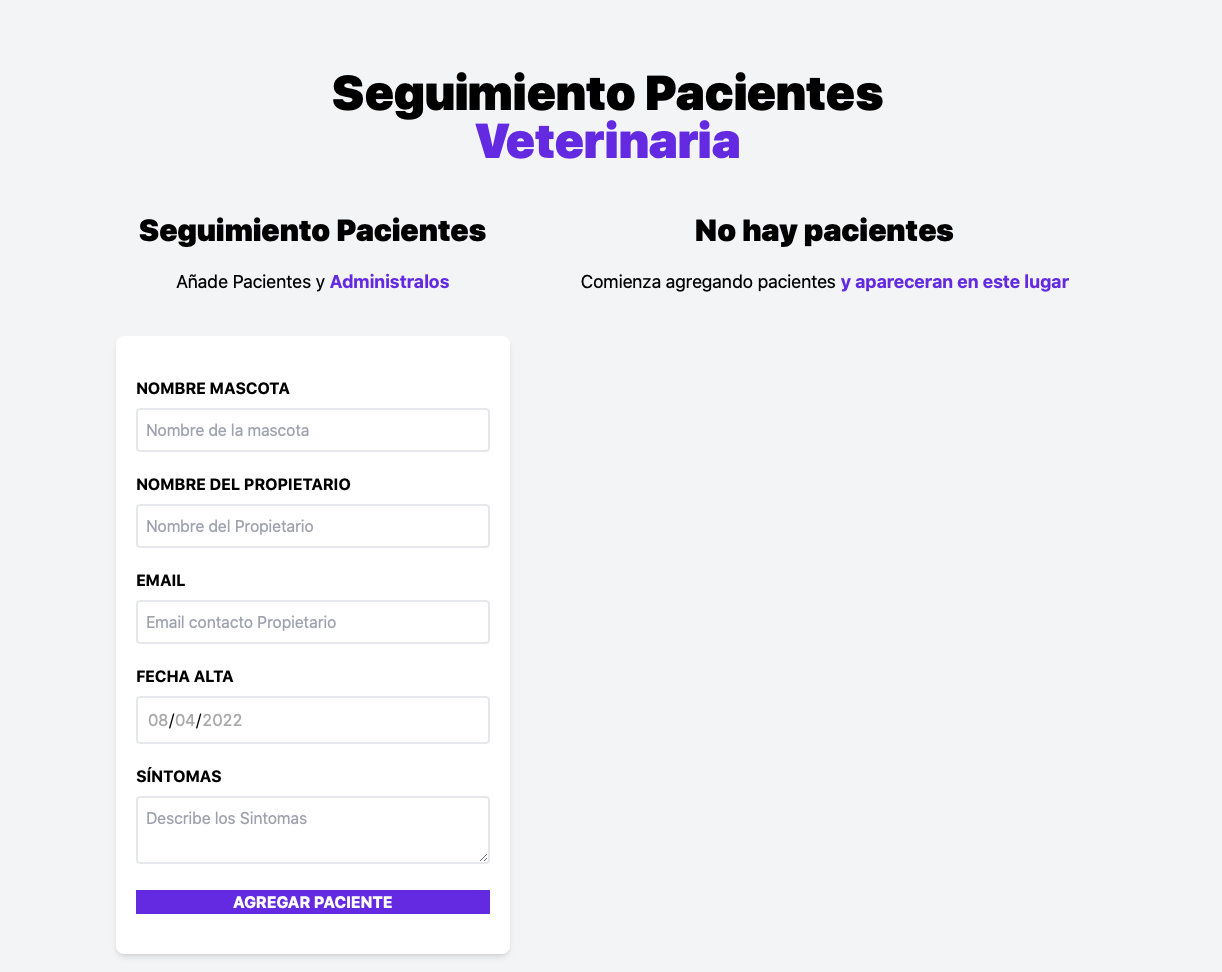 Seguimiento Pacientes
Veterinaria
Seguimiento Pacientes
Añade Pacientes y Administralos
No hay pacientes
Comienza agregando pacientes y apareceran en este lugar
NOMBRE MASCOTA
Nombre de la mascota
NOMBRE DEL PROPIETARIO
Nombre del Propietario
EMAIL
Email contacto Propietario
FECHA ALTA
08/04/2022
SÍNTOMAS
Describe los Sintomas
AGREGAR PACIENTE